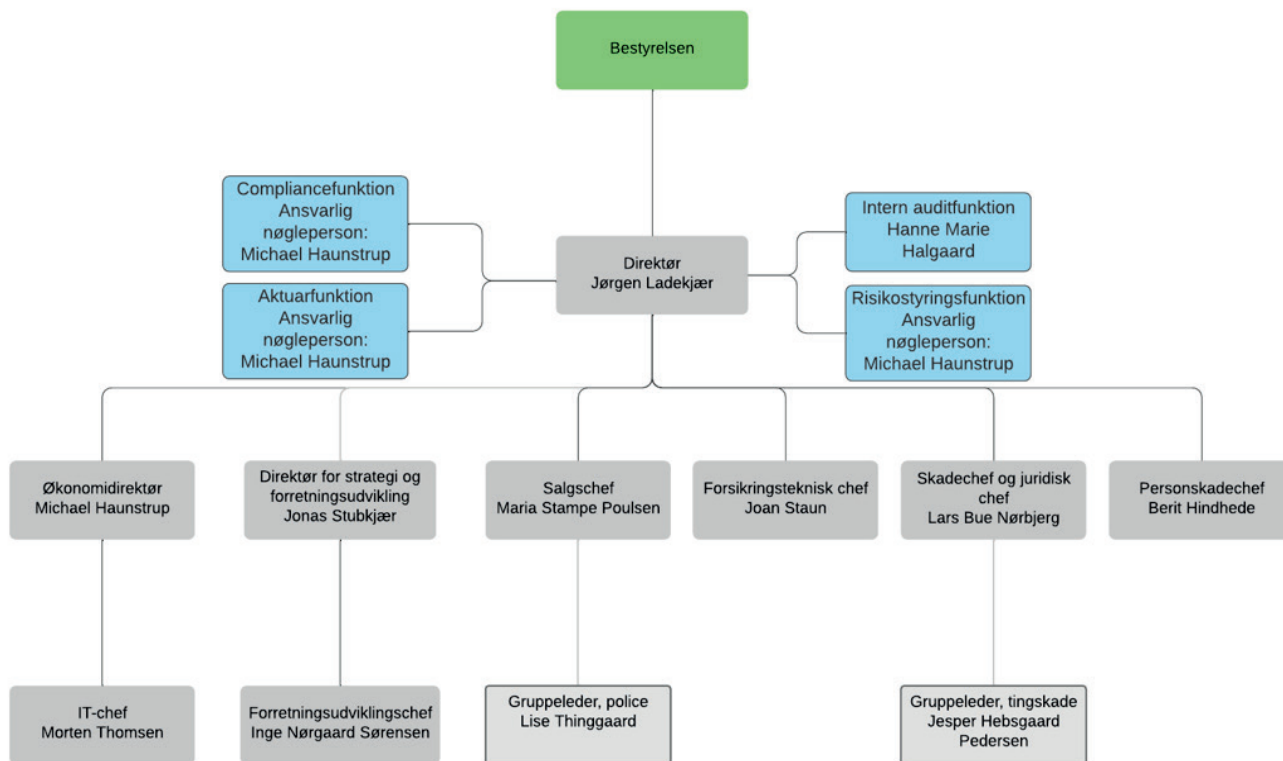 Bestyrelsen
Compliancefunktion
Ansvarlig
nøgleperson:
Michael Haunstrup
Intern auditfunktion
Hanne Marie
Halgaard
Direktør
Jørgen Ladekjær
Aktuarfunktion
Ansvarlig
nøgleperson:
Michael Haunstrup
Risikostyringsfunktion
Ansvarlig
nøgleperson:
Michael Haunstrup
Økonomidirektør
Michael Haunstrup
Direktør for strategi og
forretningsudvikling
Jonas Stubkjær
Salgschef
Maria Stampe Poulsen
Forsikringsteknisk chef
Joan Staun
Skadechef og juridisk
chef
Lars Bue Nørbjerg
Personskadechef
Berit Hindhede
IT-chef
Morten Thomsen
Forretningsudviklingschef
Inge Nørgaard Sørensen
Gruppeleder, police
Lise Thinggaard
Gruppeleder, tingskade
Jesper Hebsgaard
Pedersen